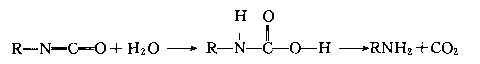 H O
R—N=C=O + H₂O ⟶ R—N—C—O—H ⟶ RNH₂ + CO₂